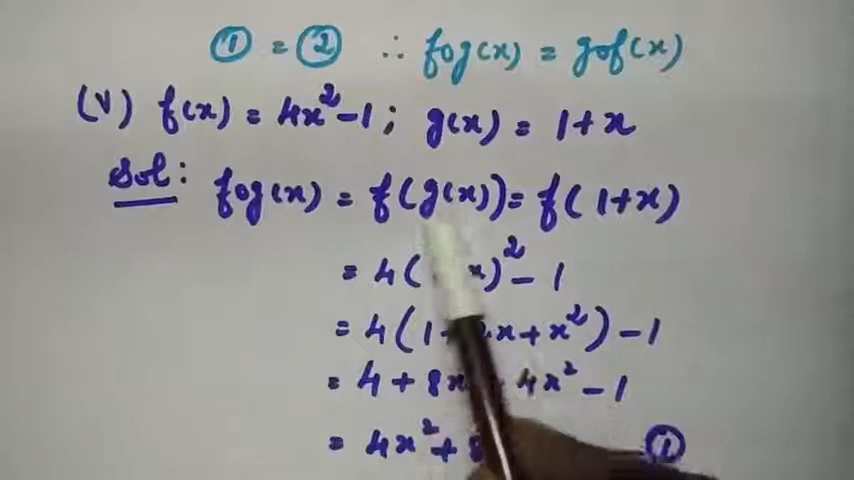 ① = ② ∴ fog(x) = gof(x)
(V) f(x) = 4x²-1; g(x) = 1+x
Sol: fog(x) = f(g(x)) = f(1+x)
= 4( x)² - 1
= 4(1+ x+x²) - 1
= 4 + 8x 4x² - 1
= 4x² + 8 ①